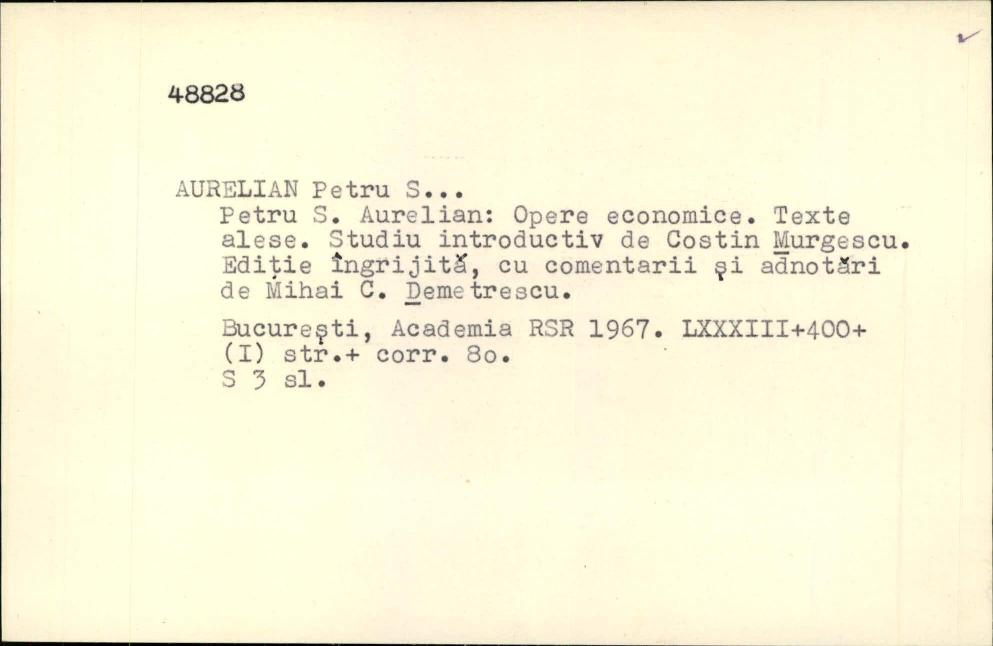 48828
AURELIAN Petru S...
Petru S. Aurelian: Opere economice. Texte
alese. Studiu introductiv de Costin Murgescu.
Ediție îngrijită, cu comentarii și adnotări
de Mihai C. Demetrescu.
București, Academia RSR 1967. LXXXIII+400+
(I) str.+ corr. 8o.
S 3 sl.